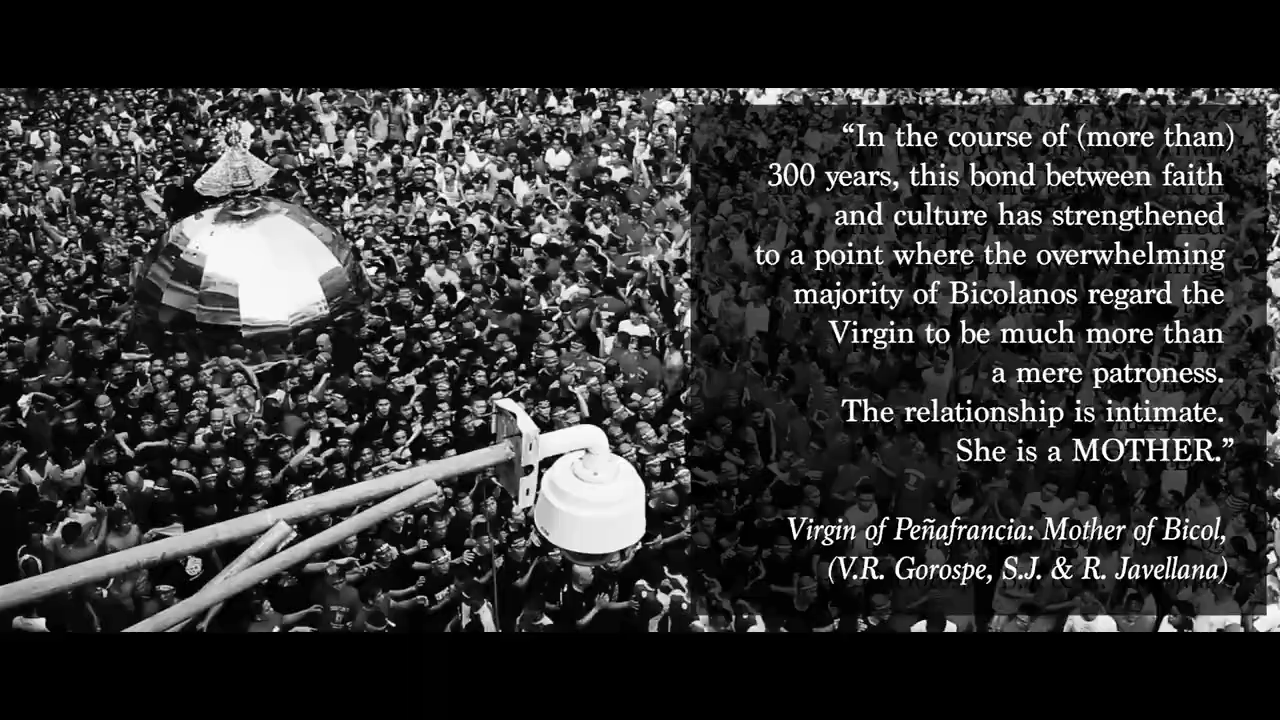 “In the course of (more than)
300 years, this bond between faith
and culture has strengthened
to a point where the overwhelming
majority of Bicolanos regard the
Virgin to be much more than
a mere patroness.
The relationship is intimate.
She is a MOTHER.”
Virgin of Peñafrancia: Mother of Bicol,
(V.R. Gorospe, S.J. & R. Javellana)